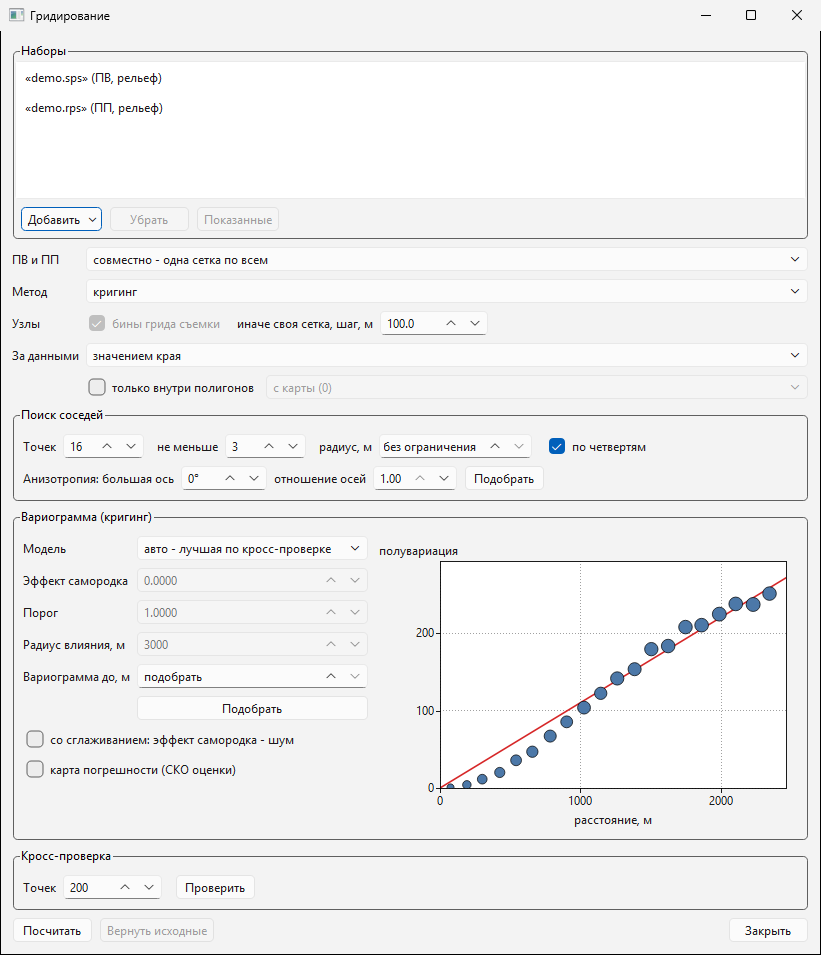 Гридирование
Наборы
«demo.sps» (ПВ, рельеф)
«demo.rps» (ПП, рельеф)
Добавить Убрать Показанные
ПВ и ПП совместно - одна сетка по всем
Метод кригинг
Узлы бины грида съемки иначе своя сетка, шаг, м 100.0
За данными значением края
только внутри полигонов с карты (0)
Поиск соседей
Точек 16 не меньше 3 радиус, м без ограничения по четвертям
Анизотропия: большая ось 0° отношение осей 1.00 Подобрать
Вариограмма (кригинг)
Модель авто - лучшая по кросс-проверке
Эффект самородка 0.0000
Порог 1.0000
Радиус влияния, м 3000
Вариограмма до, м подобрать
Подобрать
со сглаживанием: эффект самородка - шум
карта погрешности (СКО оценки)
полувариация
200
100
0
0 1000 2000
расстояние, м
Кросс-проверка
Точек 200 Проверить
Посчитать Вернуть исходные Закрыть